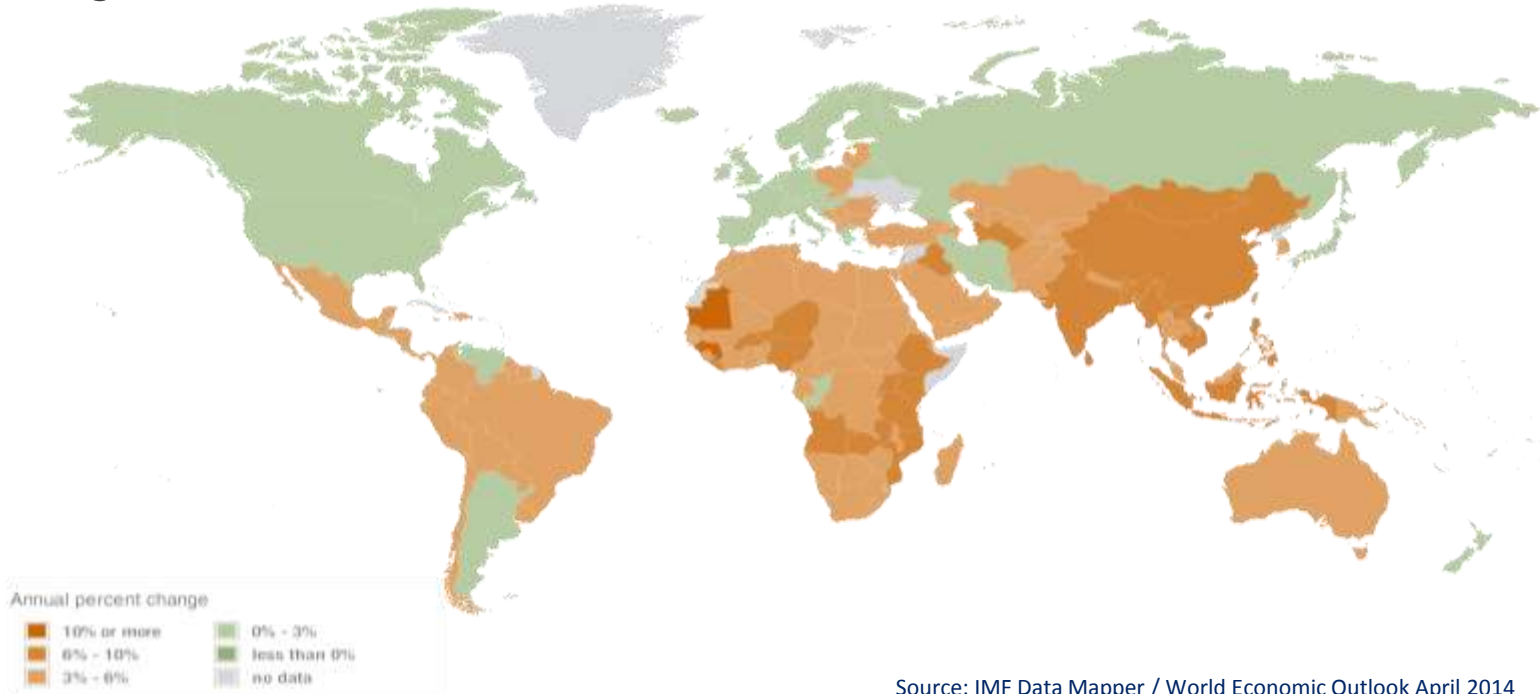 Annual percent change
10% or more
6% - 10%
3% - 6%
0% - 3%
less than 0%
no data
Source: IMF Data Mapper / World Economic Outlook April 2014